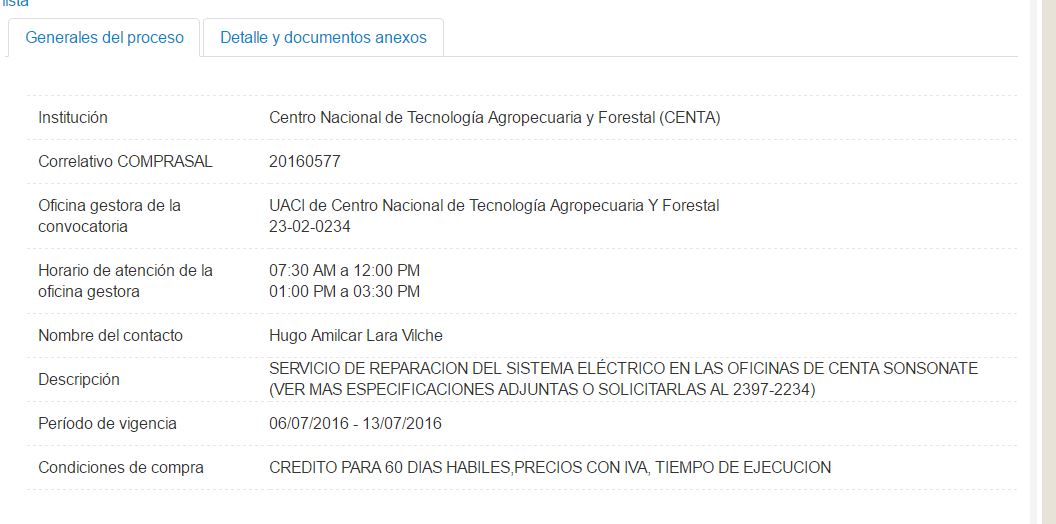 lista
Generales del proceso
Detalle y documentos anexos
Institución
Centro Nacional de Tecnología Agropecuaria y Forestal (CENTA)
Correlativo COMPRASAL
20160577
Oficina gestora de la
convocatoria
UACI de Centro Nacional de Tecnología Agropecuaria Y Forestal
23-02-0234
Horario de atención de la
oficina gestora
07:30 AM a 12:00 PM
01:00 PM a 03:30 PM
Nombre del contacto
Hugo Amilcar Lara Vilche
Descripción
SERVICIO DE REPARACION DEL SISTEMA ELÉCTRICO EN LAS OFICINAS DE CENTA SONSONATE
(VER MAS ESPECIFICACIONES ADJUNTAS O SOLICITARLAS AL 2397-2234)
Período de vigencia
06/07/2016 - 13/07/2016
Condiciones de compra
CREDITO PARA 60 DIAS HABILES,PRECIOS CON IVA, TIEMPO DE EJECUCION